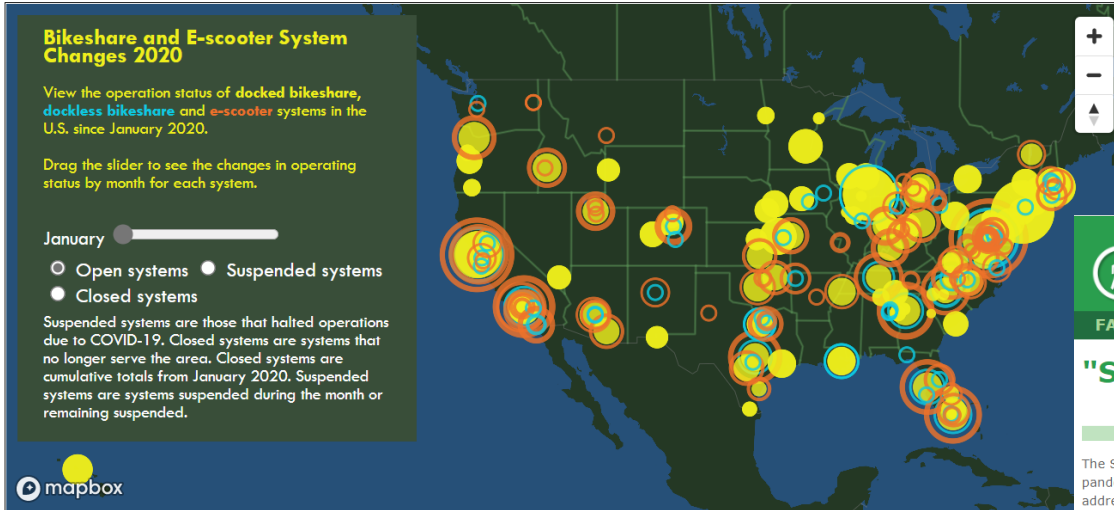 Bikeshare and E-scooter System
Changes 2020
View the operation status of docked bikeshare,
dockless bikeshare and e-scooter systems in the
U.S. since January 2020.
Drag the slider to see the changes in operating
status by month for each system.
January
Open systems Suspended systems
Closed systems
Suspended systems are those that halted operations
due to COVID-19. Closed systems are systems that
no longer serve the area. Closed systems are
cumulative totals from January 2020. Suspended
systems are systems suspended during the month or
remaining suspended.
mapbox
FA
"S
The S
pand
addre